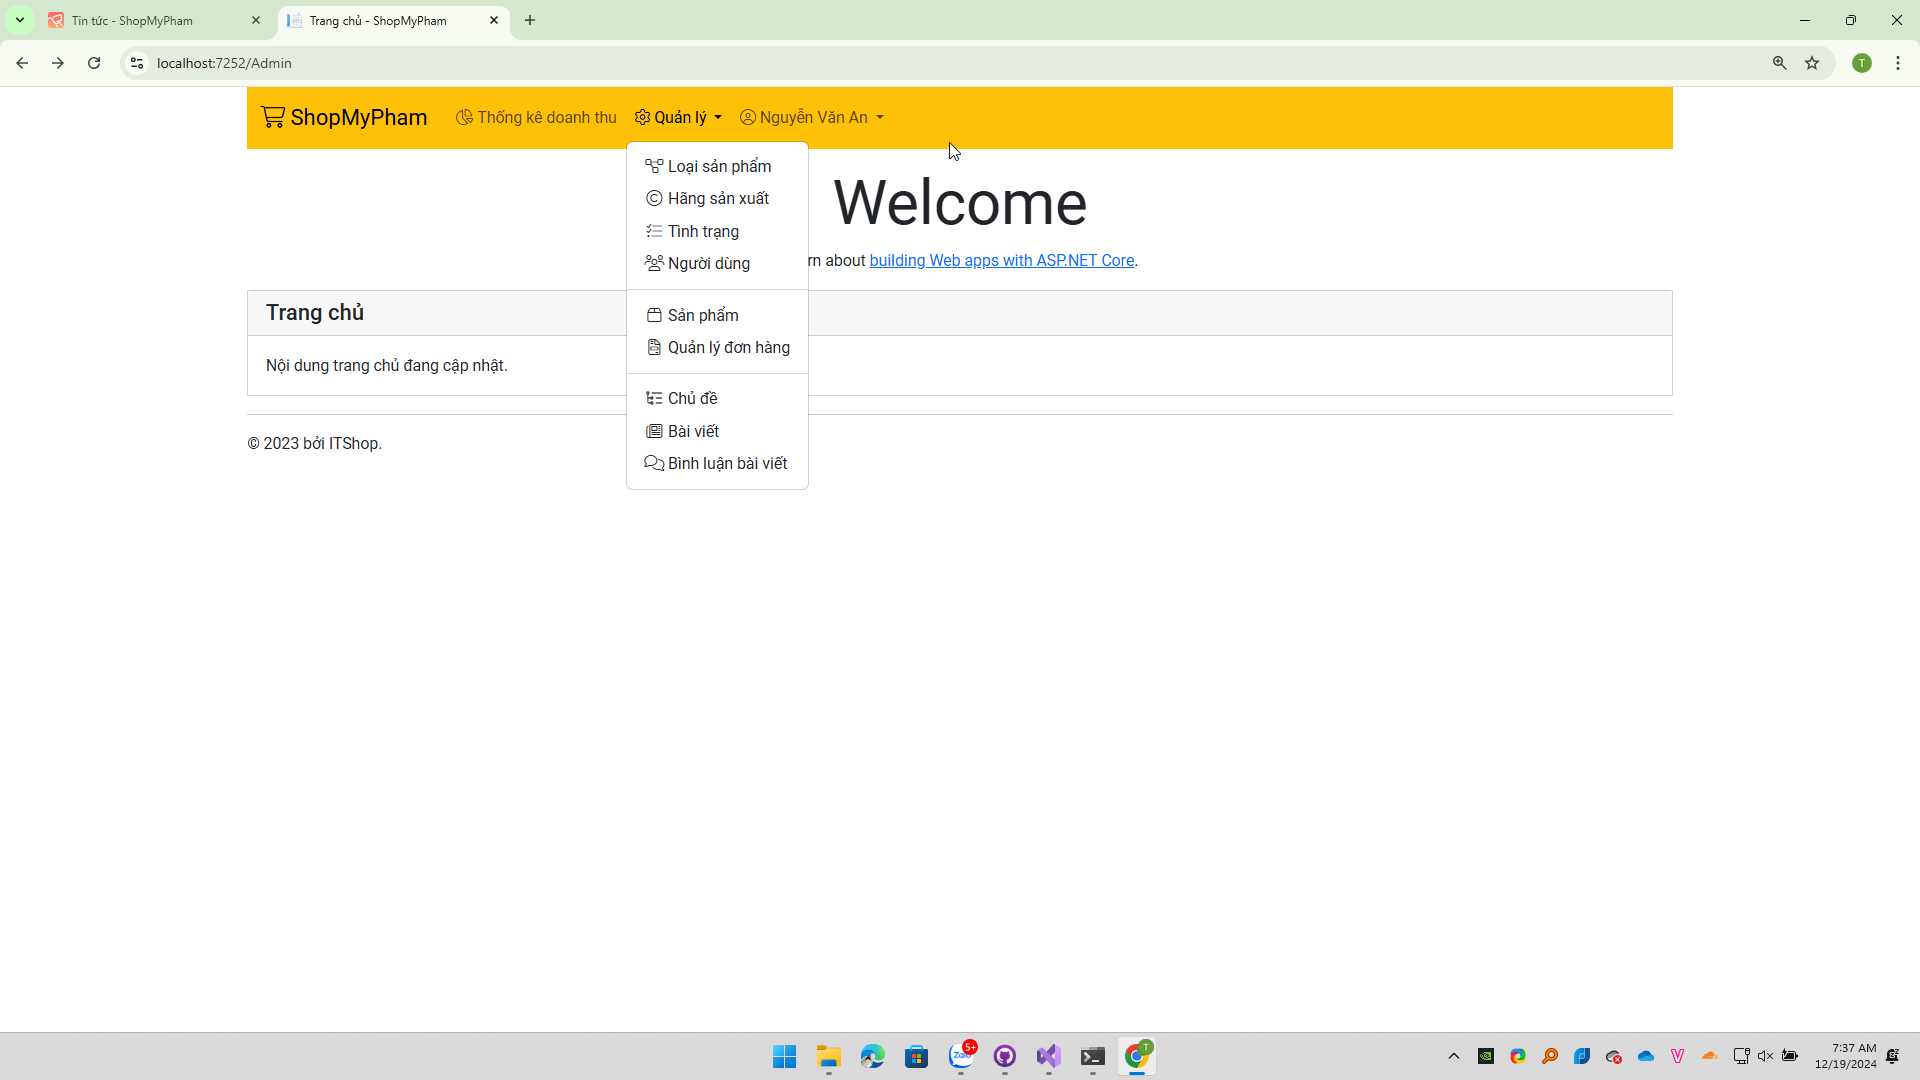 Tin tức - ShopMyPham
Trang chủ - ShopMyPham
localhost:7252/Admin
T
ShopMyPham
Thống kê doanh thu
Quản lý
Nguyễn Văn An
Loại sản phẩm
Hãng sản xuất
Tình trạng
Người dùng
Sản phẩm
Quản lý đơn hàng
Chủ đề
Bài viết
Bình luận bài viết
Welcome
rn about building Web apps with ASP.NET Core.
Trang chủ
Nội dung trang chủ đang cập nhật.
© 2023 bởi ITShop.
Zalo
5+
T
V
7:37 AM
12/19/2024